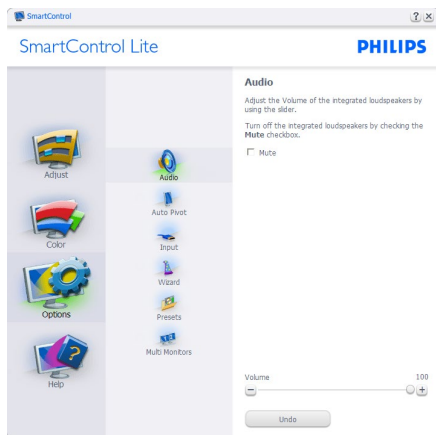 SmartControl
? x
SmartControl Lite
PHILIPS
Adjust
Color
Options
Help
Audio
Auto Pivot
Input
Wizard
Presets
Multi Monitors
Audio
Adjust the Volume of the integrated loudspeakers by
using the slider.
Turn off the integrated loudspeakers by checking the
Mute checkbox.
Mute
Volume 100
Undo